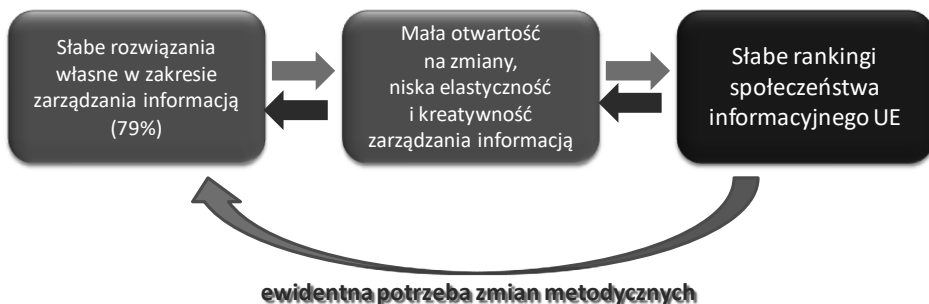 Słabe rozwiązania
własne w zakresie
zarządzania informacją
(79%)
Mała otwartość
na zmiany,
niska elastyczność
i kreatywność
zarządzania informacją
Słabe rankingi
społeczeństwa
informacyjnego UE
ewidentna potrzeba zmian metodycznych